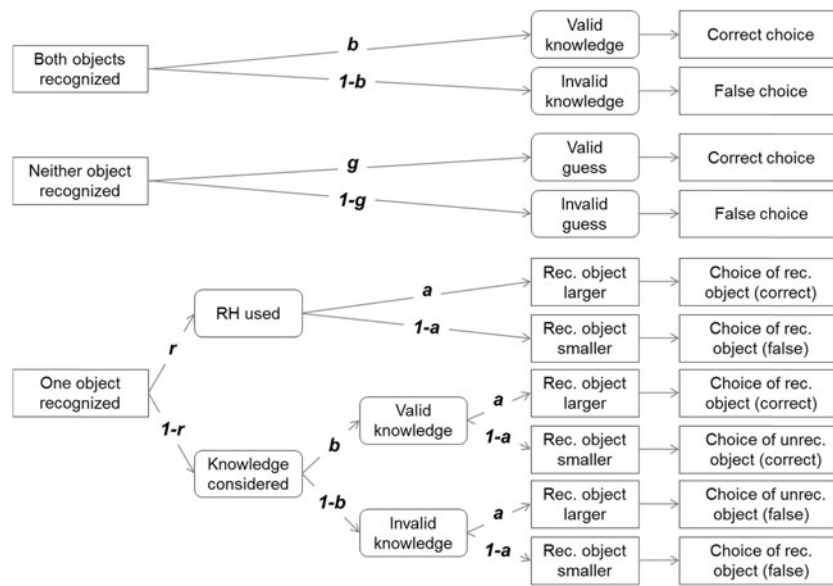 Both objects
recognized
b
1-b
Valid
knowledge
Correct choice
Invalid
knowledge
False choice
Neither object
recognized
g
1-g
Valid
guess
Correct choice
Invalid
guess
False choice
One object
recognized
r
1-r
RH used
a
1-a
Rec. object
larger
Choice of rec.
object (correct)
Rec. object
smaller
Choice of rec.
object (false)
Knowledge
considered
b
1-b
Valid
knowledge
a
1-a
Rec. object
larger
Choice of rec.
object (correct)
Rec. object
smaller
Choice of unrec.
object (correct)
Invalid
knowledge
a
1-a
Rec. object
larger
Choice of unrec.
object (false)
Rec. object
smaller
Choice of rec.
object (false)